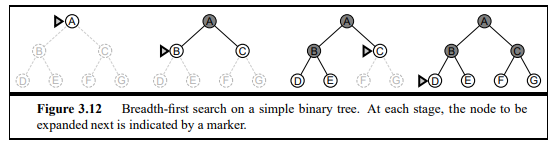 A A A A
B C B C B C B C
D E F G D E F G D E F G D E F G
Figure 3.12 Breadth-first search on a simple binary tree. At each stage, the node to be
expanded next is indicated by a marker.